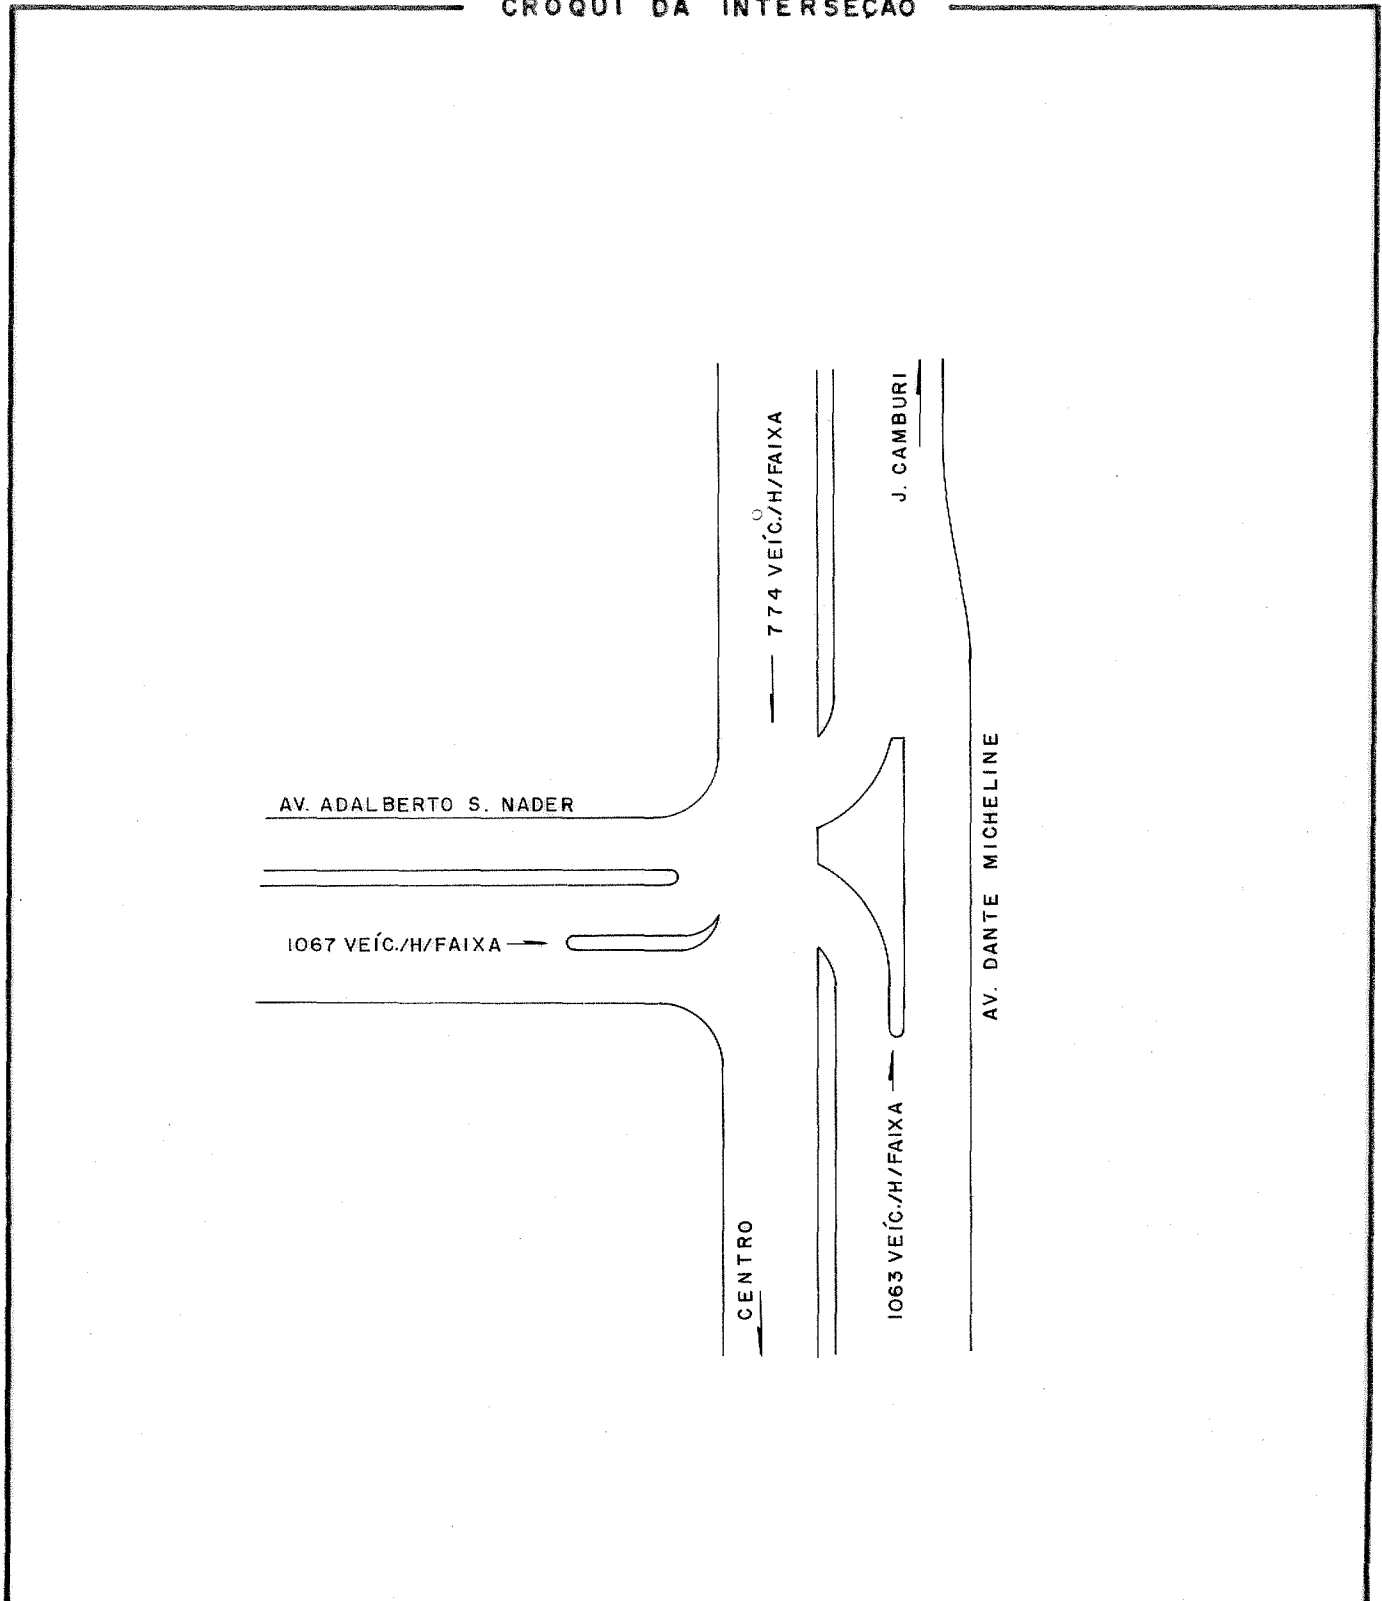 CROQUI DA INTERSEÇÃO
J. CAMBURI
774 VEÍC./H/FAIXA
AV. ADALBERTO S. NADER
AV. DANTE MICHELINE
1067 VEÍC./H/FAIXA
1063 VEÍC./H/FAIXA
CENTRO